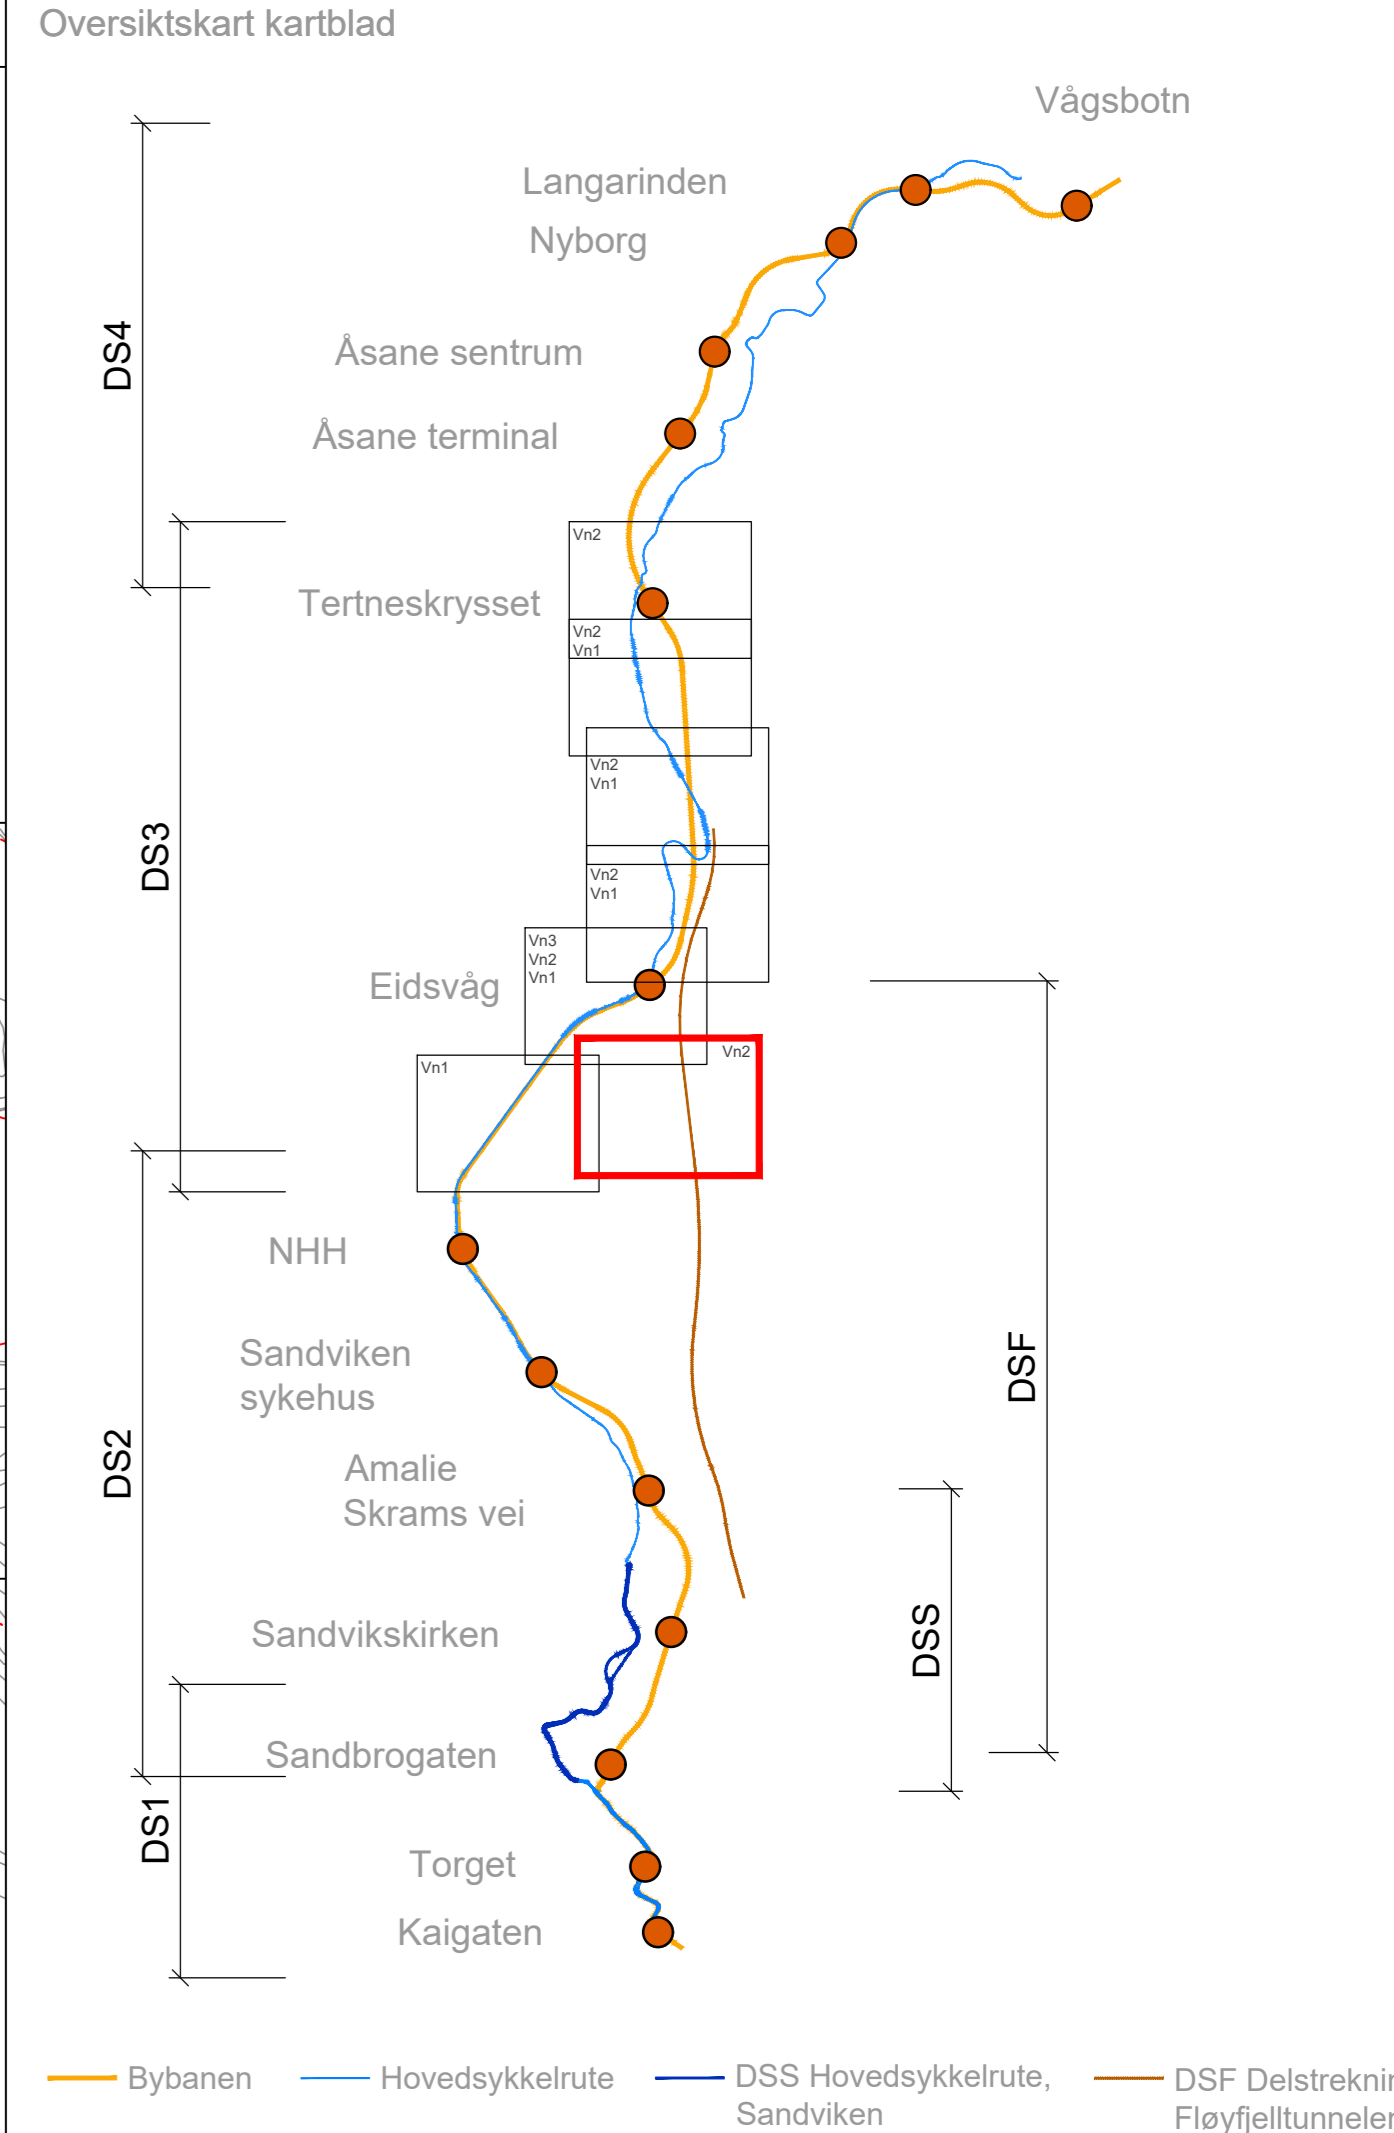 Oversiktskart kartblad
Vågsbotn
Langarinden
Nyborg
DS4
Åsane sentrum
Åsane terminal
Vn2
Tertneskrysset
Vn2
Vn1
Vn2
Vn1
DS3
Vn2
Vn1
Vn3
Vn2
Vn1
Eidsvåg
Vn2
Vn1
NHH
Sandviken
sykehus
DSF
DS2
Amalie
Skrams vei
DSS
Sandvikskirken
Sandbrogaten
DS1
Torget
Kaigaten
Bybanen
Hovedsykkelrute
DSS Hovedsykkelrute,
Sandviken
DSF